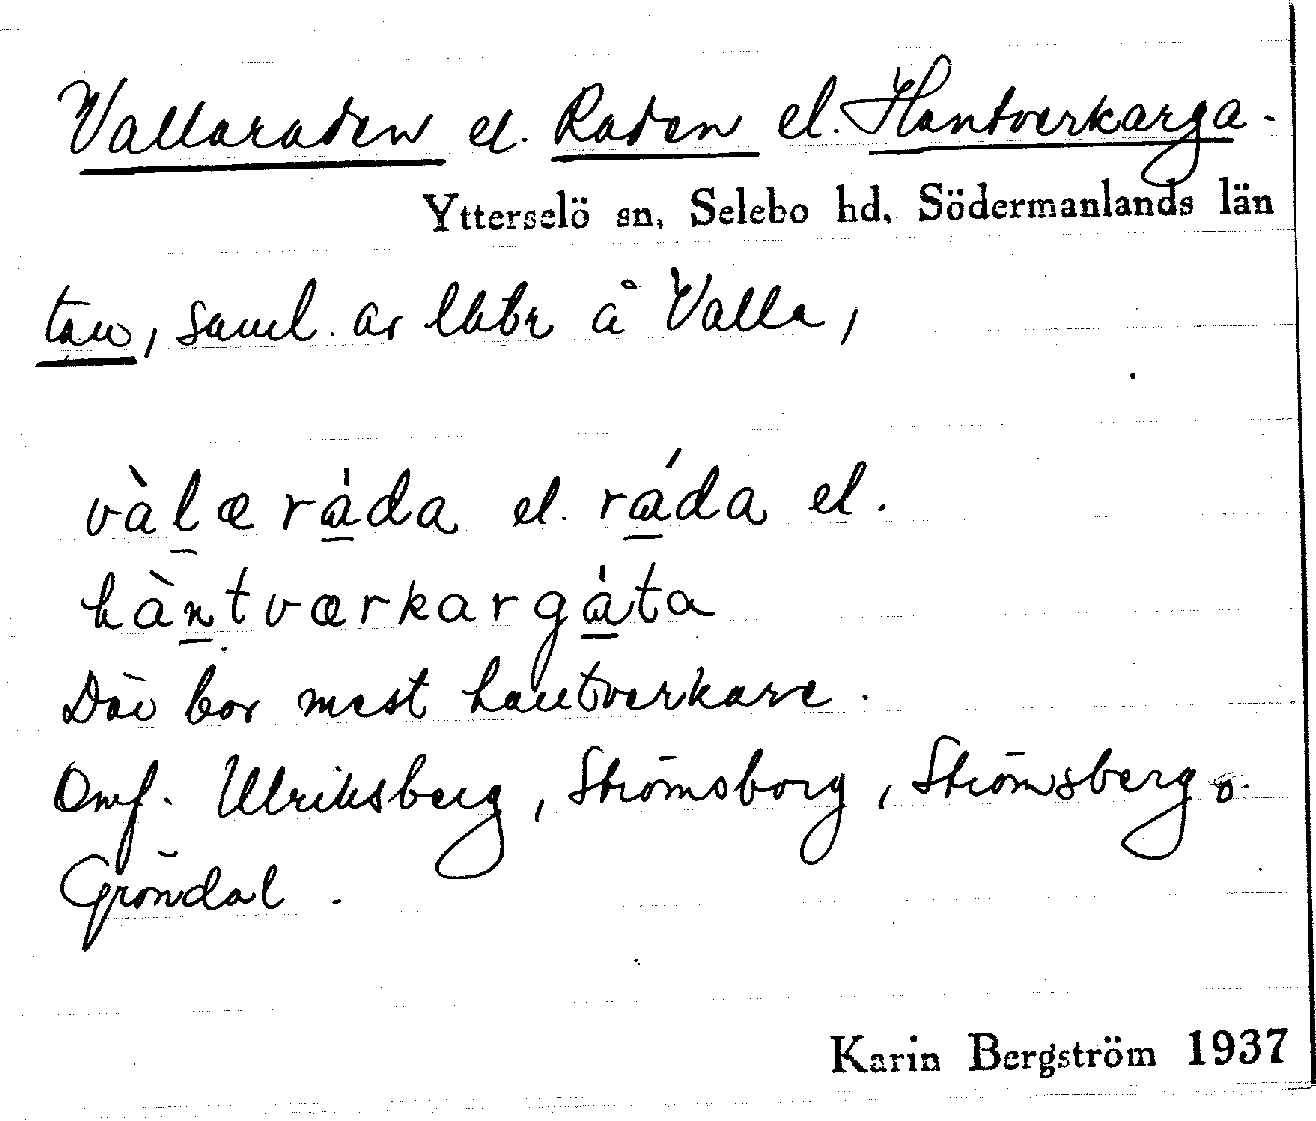 Vallaraden el. Raden el. Hantverkarga-
Ytterselö sn, Selebo hd, Södermanlands län
tan, saml. av lhtbr å Valla,
vàlæráda el. ráda el.
hàntværkargáta
Där bor mest hantverkare.
Omf. Ulriksberg, Strömsborg, Strömsberg o.
Gröndal.
Karin Bergström 1937